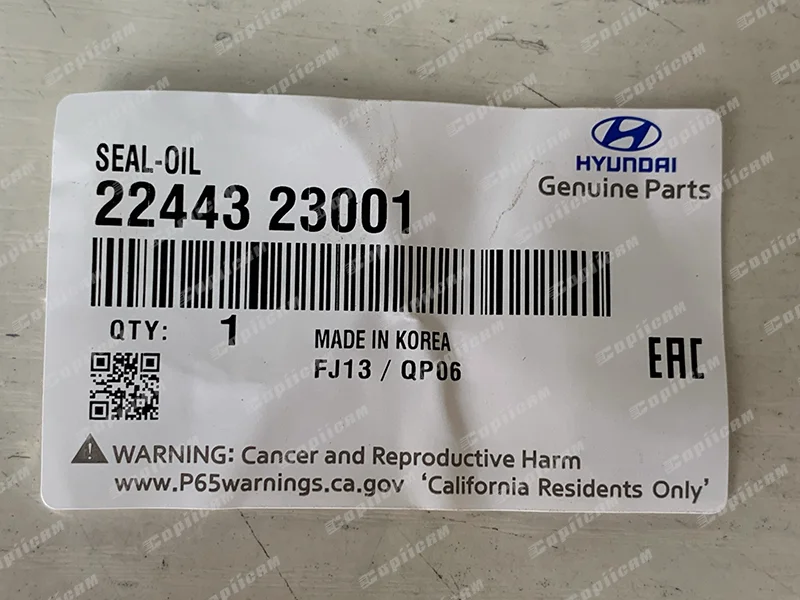 SEAL-OIL
22443 23001
HYUNDAI
Genuine Parts
QTY: 1
MADE IN KOREA
FJ13 / QP06
EAC
WARNING: Cancer and Reproductive Harm
www.P65warnings.ca.gov ‘California Residents Only’
Copiicam